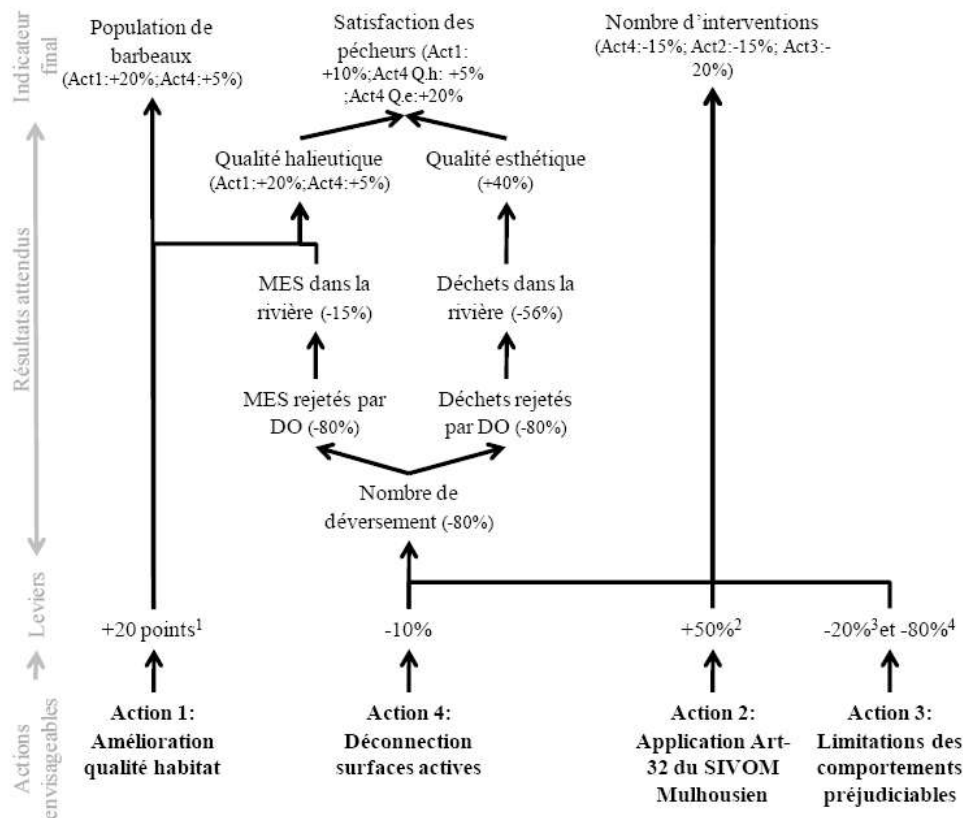 Indicateur
final
Résultats attendus
Leviers
Actions
envisageables
Population de
barbeaux
(Act1:+20%;Act4:+5%)
Satisfaction des
pécheurs (Act1:
+10%;Act4 Q.h: +5%
;Act4 Q.e:+20%
Nombre d'interventions
(Act4:-15%; Act2:-15%; Act3:-
20%)
Qualité halieutique
(Act1:+20%;Act4:+5%)
Qualité esthétique
(+40%)
MES dans la
rivière (-15%)
Déchets dans la
rivière (-56%)
MES rejetés par
DO (-80%)
Déchets rejetés
par DO (-80%)
Nombre de
déversement (-80%)
+20 points¹
-10%
+50%²
-20%³et -80%⁴
Action 1:
Amélioration
qualité habitat
Action 4:
Déconnection
surfaces actives
Action 2:
Application Art-
32 du SIVOM
Mulhousien
Action 3:
Limitations des
comportements
préjudiciables